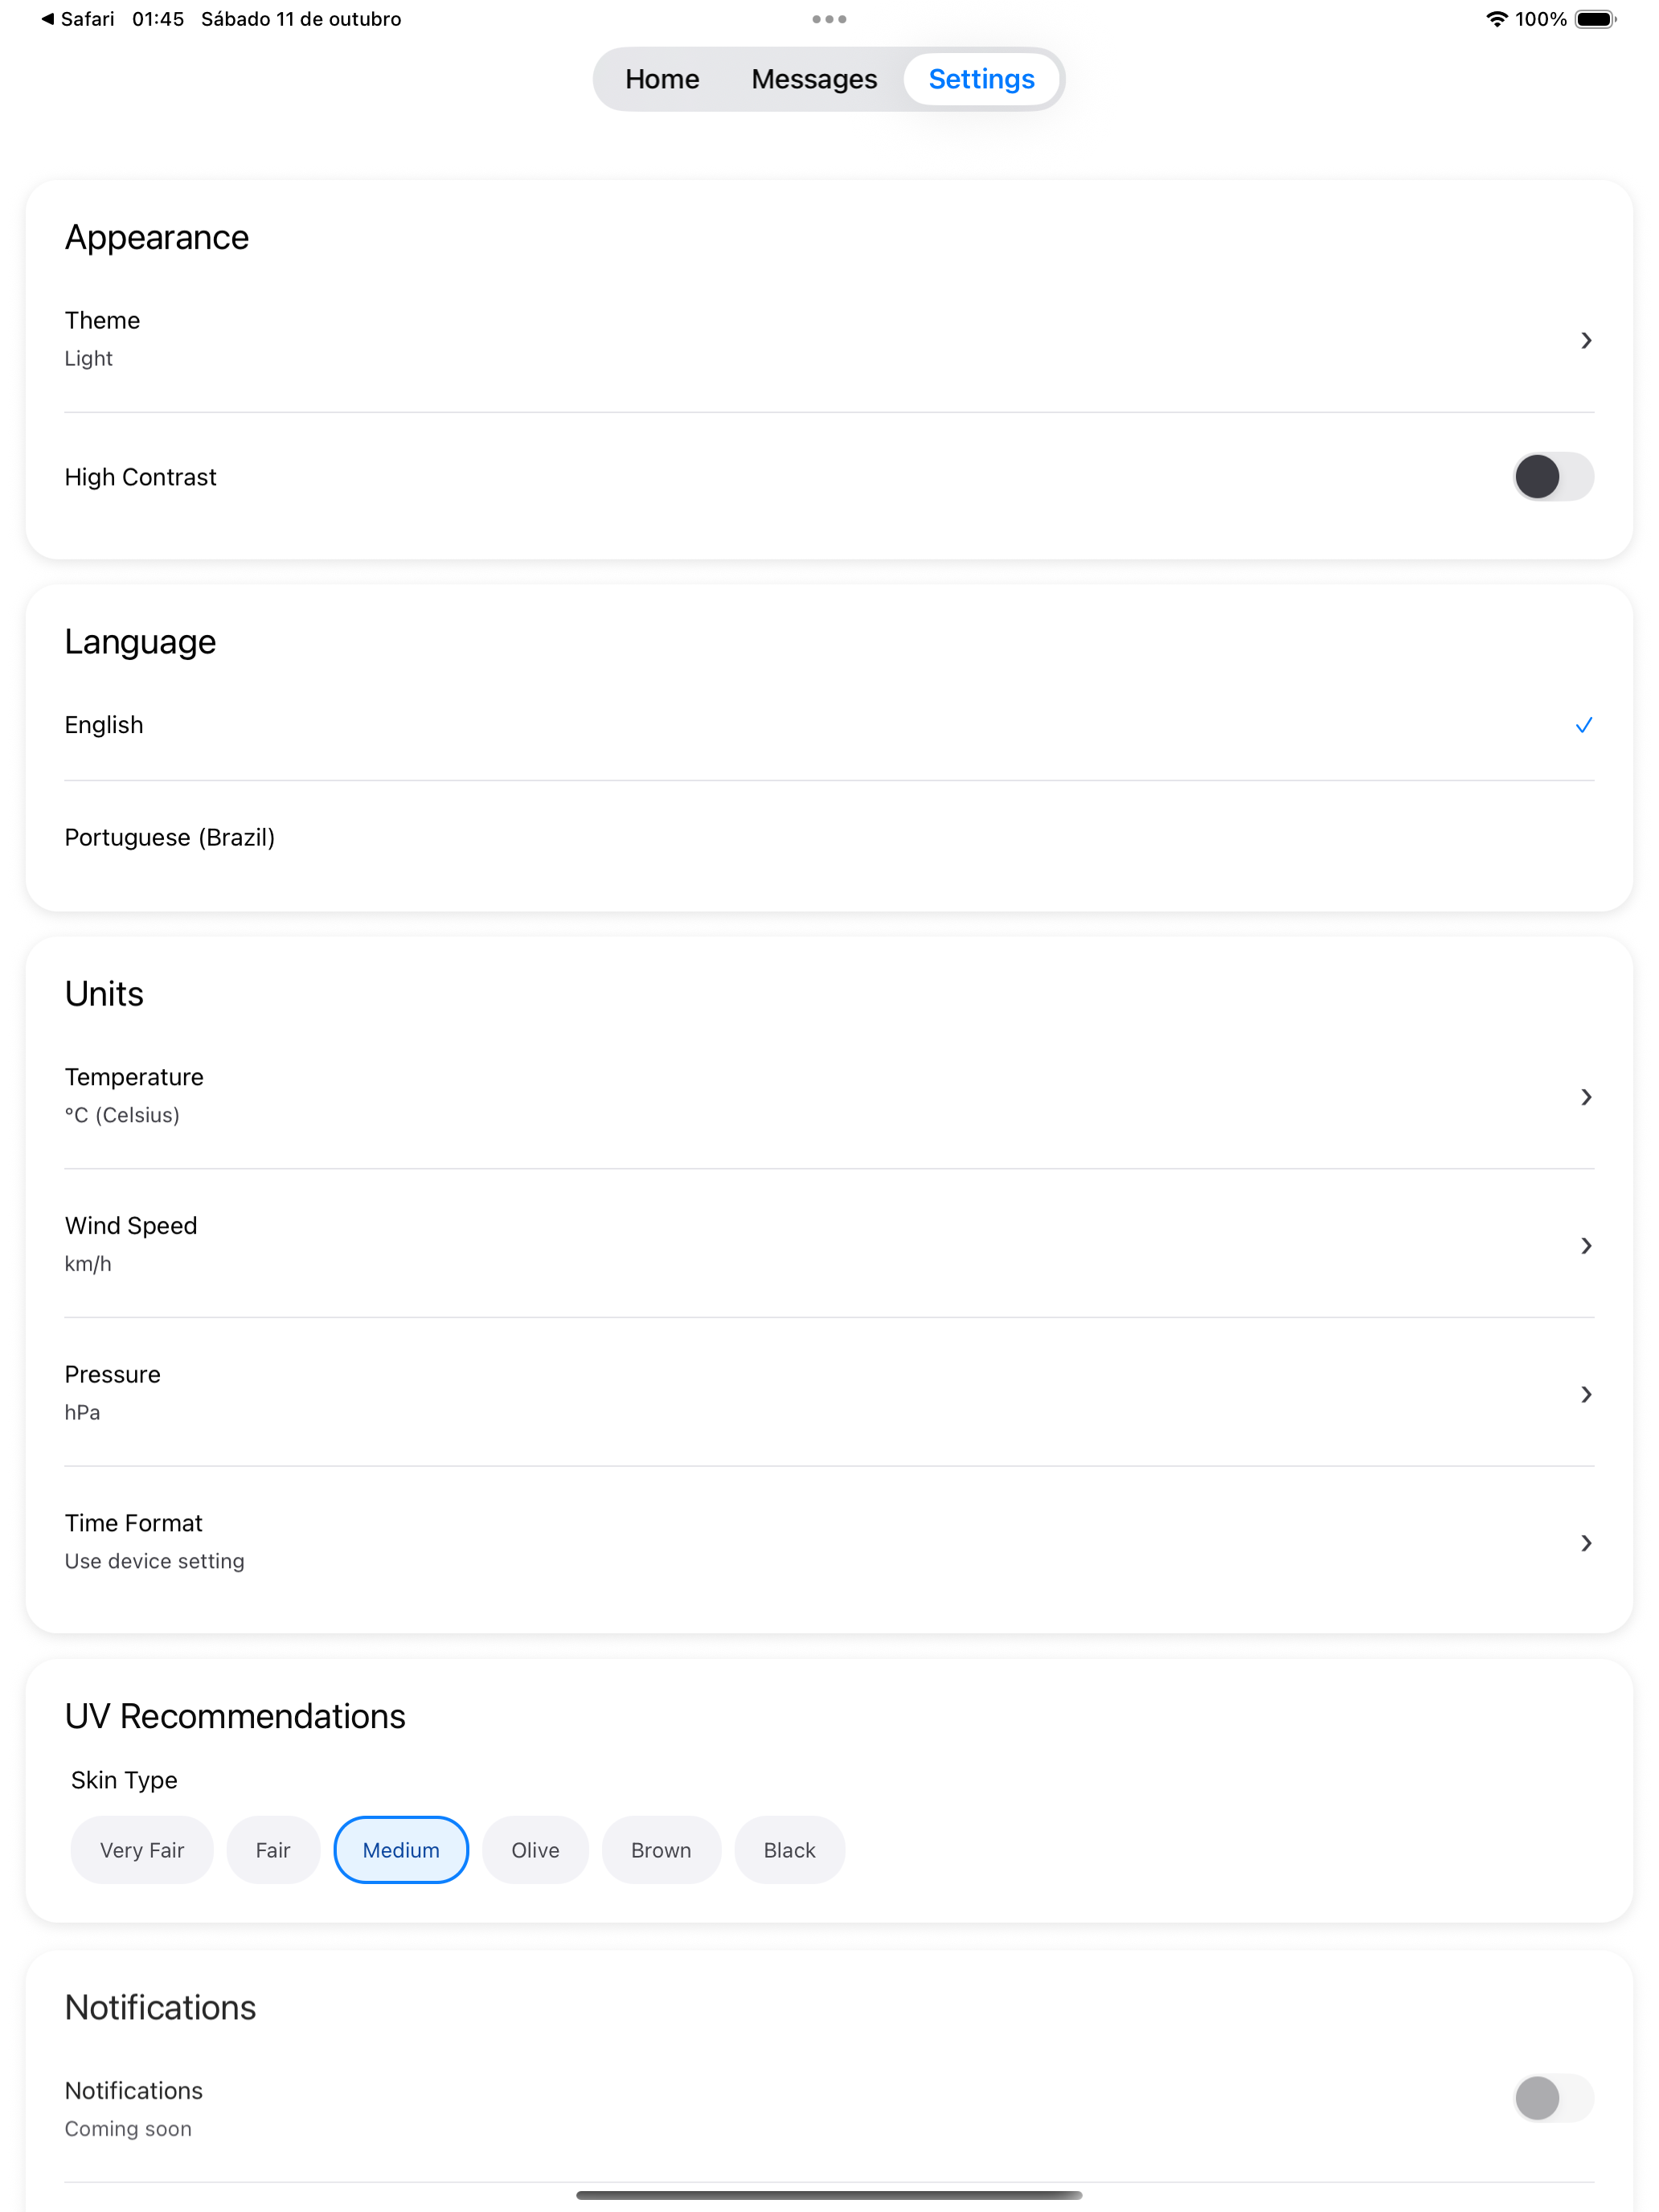 Safari 01:45 Sábado 11 de outubro
100%
Home Messages Settings
Appearance
Theme
Light
High Contrast
Language
English
Portuguese (Brazil)
Units
Temperature
°C (Celsius)
Wind Speed
km/h
Pressure
hPa
Time Format
Use device setting
UV Recommendations
Skin Type
Very Fair Fair Medium Olive Brown Black
Notifications
Notifications
Coming soon